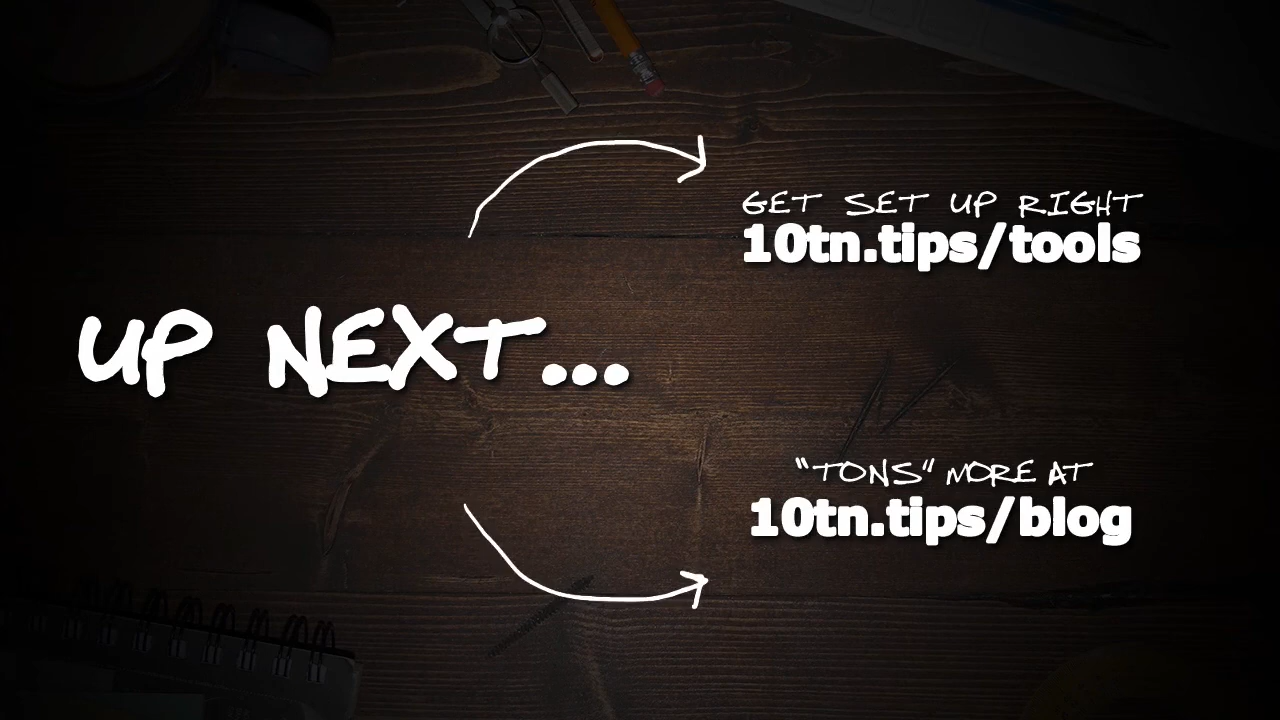 UP NEXT...
GET SET UP RIGHT
10tn.tips/tools
"TONS" MORE AT
10tn.tips/blog